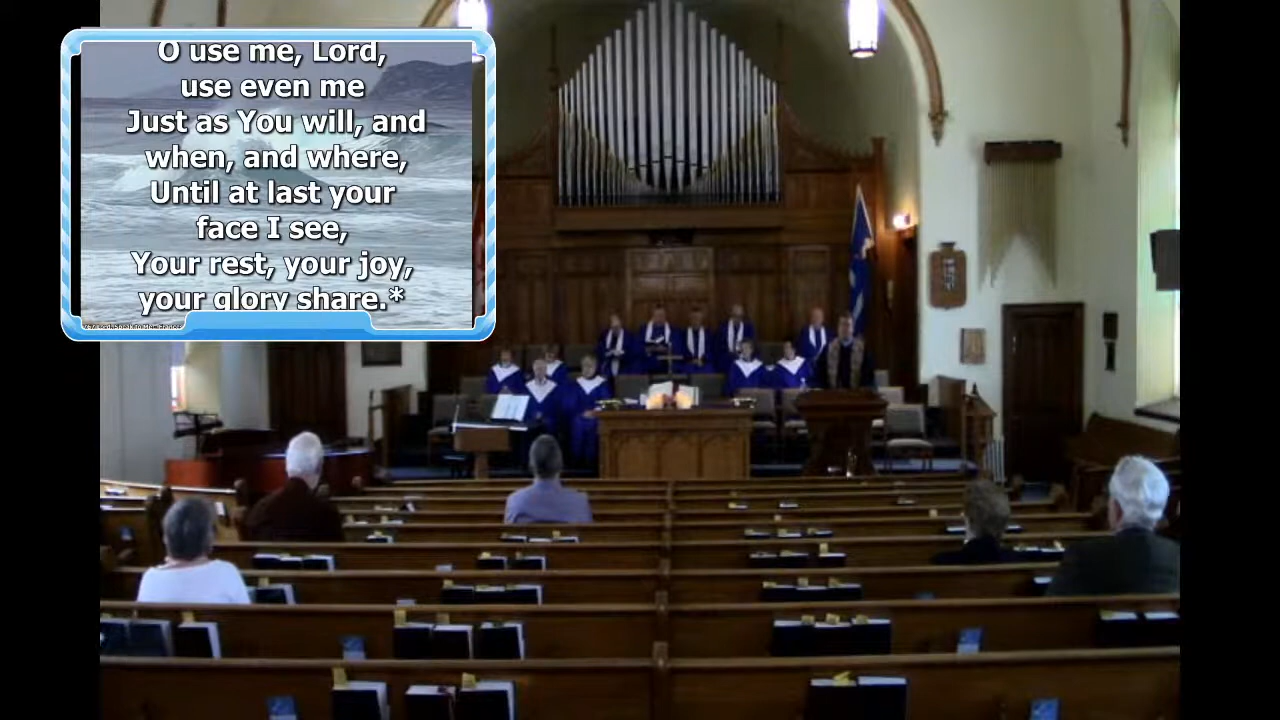 O use me, Lord,
use even me
Just as You will, and
when, and where,
Until at last your
face I see,
Your rest, your joy,
your glory share.*